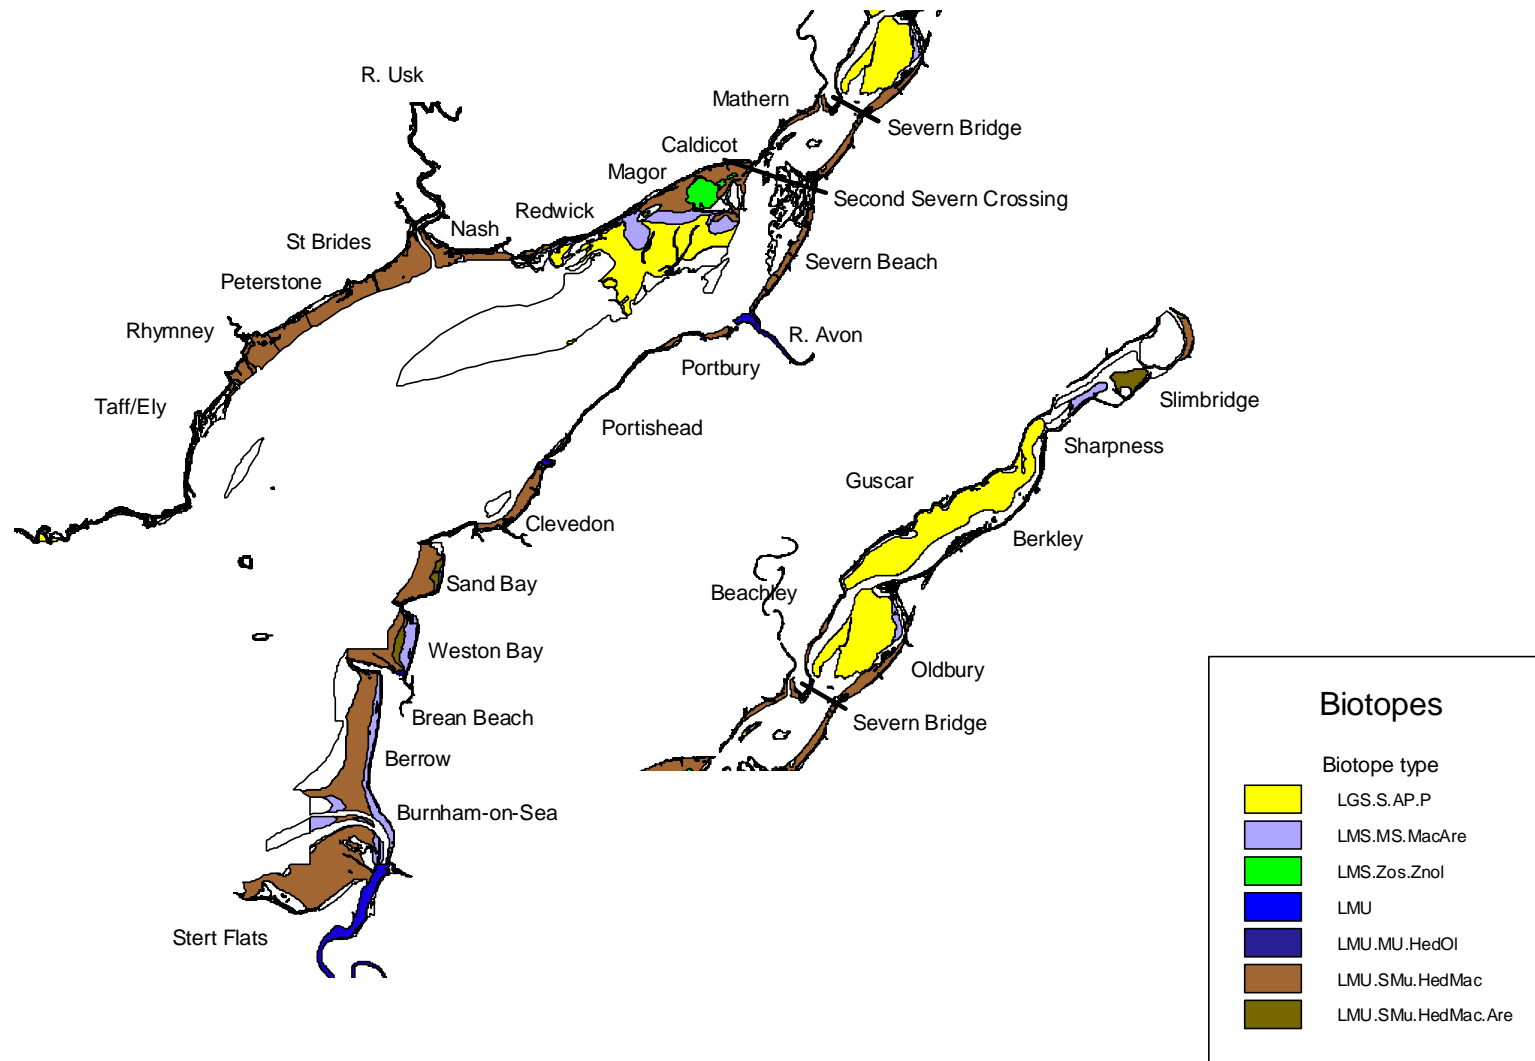 R. Usk
Mathern
Severn Bridge
Caldicot
Magor
Second Severn Crossing
Redwick
Nash
St Brides
Severn Beach
Peterstone
Rhymney
R. Avon
Portbury
Taff/Ely
Slimbridge
Portishead
Sharpness
Guscar
Clevedon
Berkley
Sand Bay
Beachley
Weston Bay
Oldbury
Brean Beach
Severn Bridge
Berrow
Burnham-on-Sea
Stert Flats
Biotopes
Biotope type
LGS.S.AP.P
LMS.MS.MacAre
LMS.Zos.Znol
LMU
LMU.MU.HedOl
LMU.SMu.HedMac
LMU.SMu.HedMac.Are